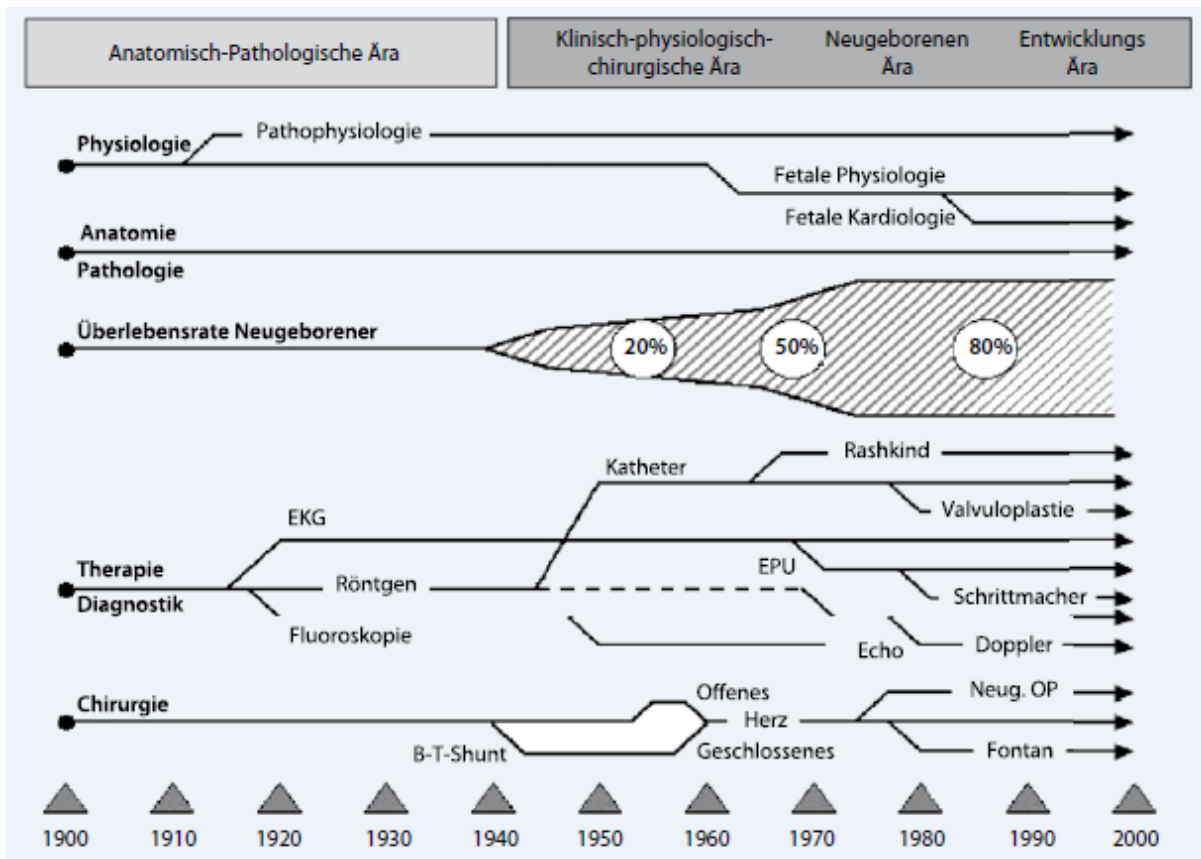 Anatomisch-Pathologische Ära
Klinisch-physiologisch-
chirurgische Ära
Neugeborenen
Ära
Entwicklungs
Ära
Physiologie
Pathophysiologie
Fetale Physiologie
Fetale Kardiologie
Anatomie
Pathologie
Überlebensrate Neugeborener
20%
50%
80%
Rashkind
Katheter
Valvuloplastie
EKG
EPU
Therapie
Diagnostik
Röntgen
Schrittmacher
Fluoroskopie
Echo
Doppler
Chirurgie
Offenes
Neug. OP
Herz
B-T-Shunt
Geschlossenes
Fontan
1900 1910 1920 1930 1940 1950 1960 1970 1980 1990 2000